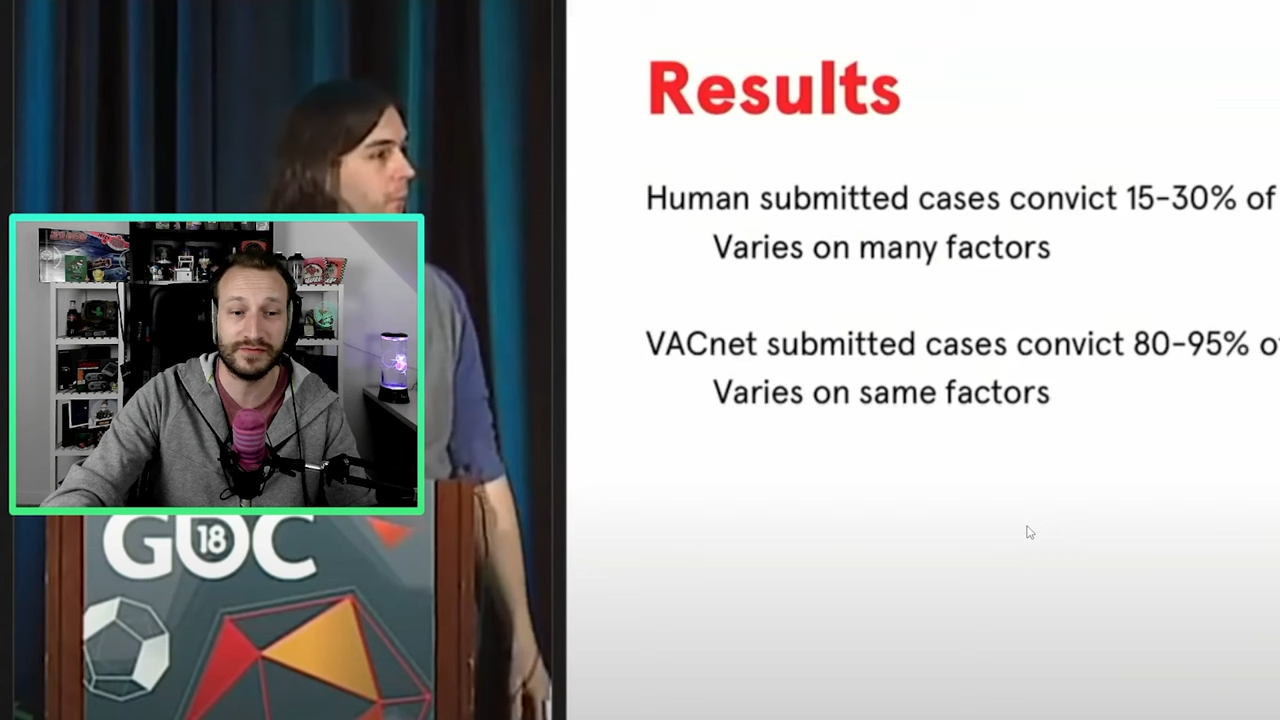 Results
Human submitted cases convict 15-30% of
Varies on many factors
VACnet submitted cases convict 80-95% of
Varies on same factors
GDC
18